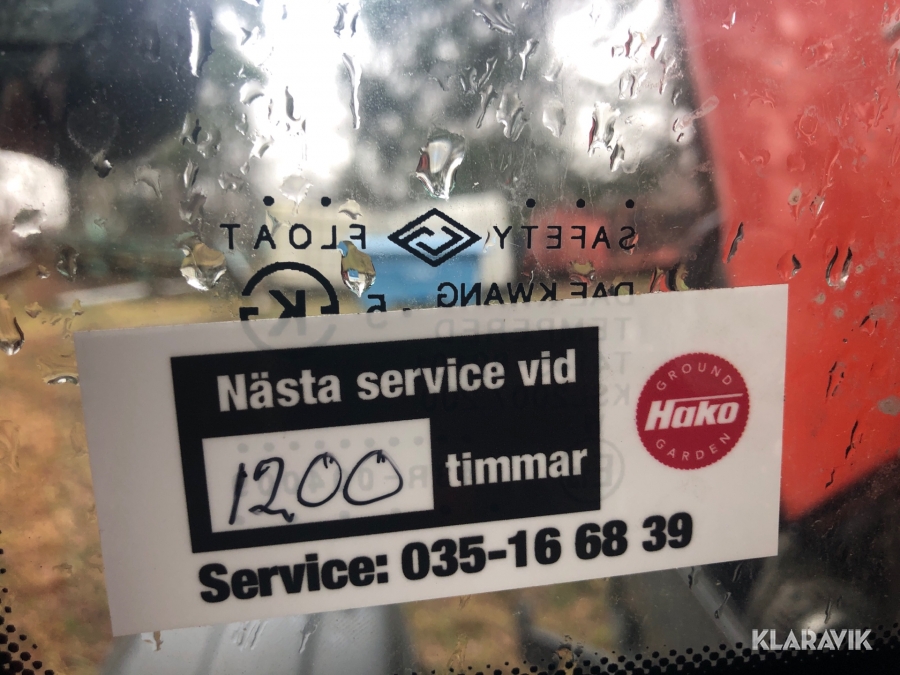 SAFETY FLOAT
DAE KWANG
K
Nästa service vid
1200 timmar
Service: 035-16 68 39
GROUND
Hako
GARDEN
KLARAVIK